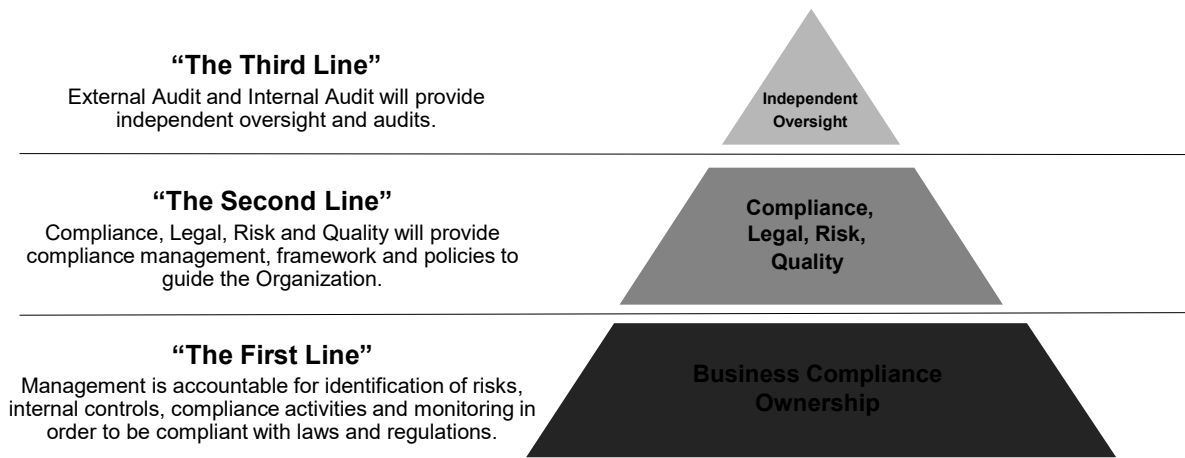 “The Third Line”
External Audit and Internal Audit will provide
independent oversight and audits.
Independent
Oversight
“The Second Line”
Compliance, Legal, Risk and Quality will provide
compliance management, framework and policies to
guide the Organization.
Compliance,
Legal, Risk,
Quality
“The First Line”
Management is accountable for identification of risks,
internal controls, compliance activities and monitoring in
order to be compliant with laws and regulations.
Business Compliance
Ownership